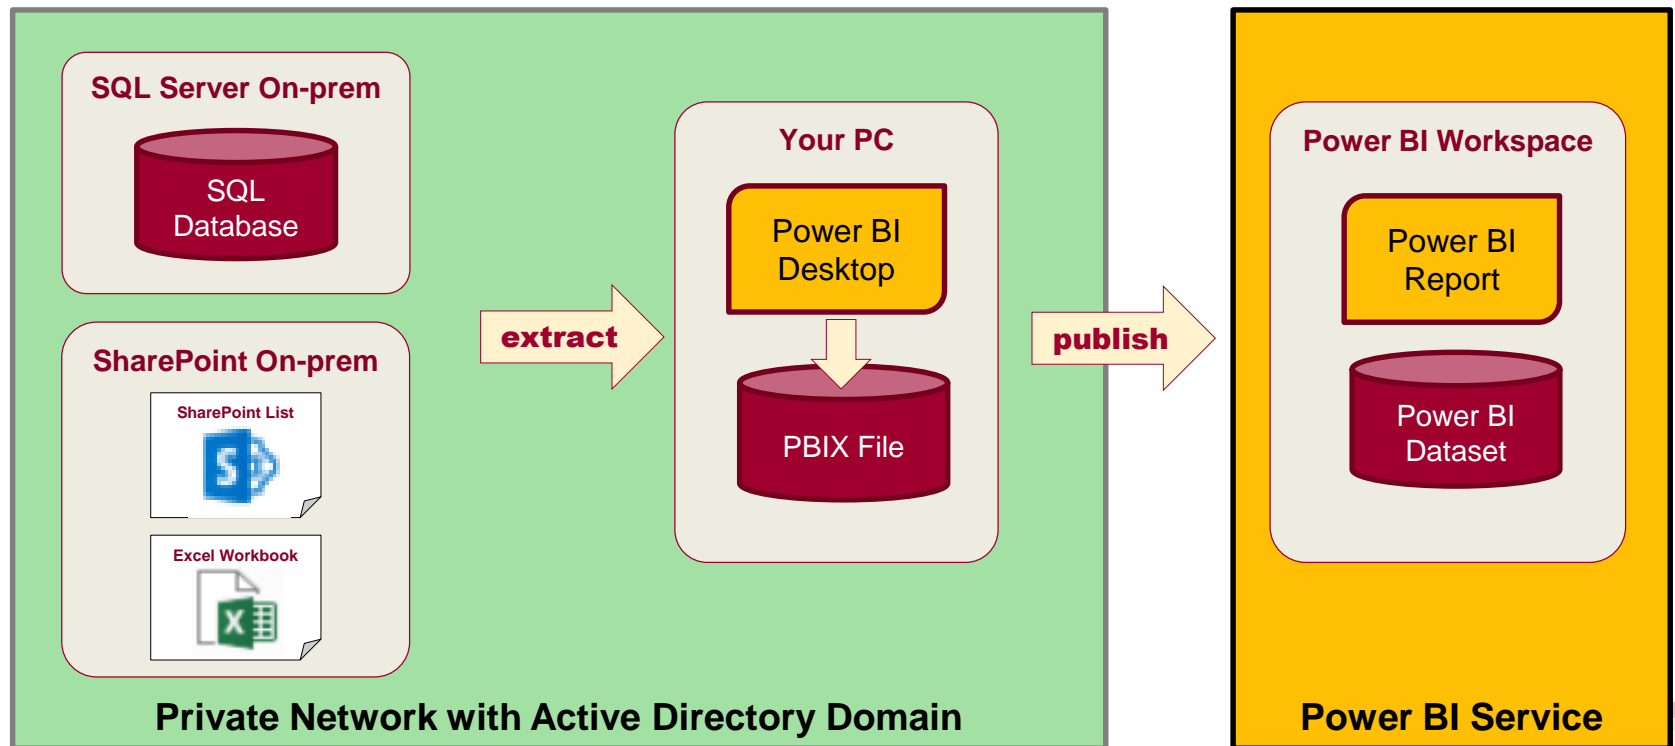 SQL Server On-prem
SQL
Database
SharePoint On-prem
SharePoint List
S
Excel Workbook
X
extract
Your PC
Power BI
Desktop
PBIX File
Private Network with Active Directory Domain
publish
Power BI Workspace
Power BI
Report
Power BI
Dataset
Power BI Service